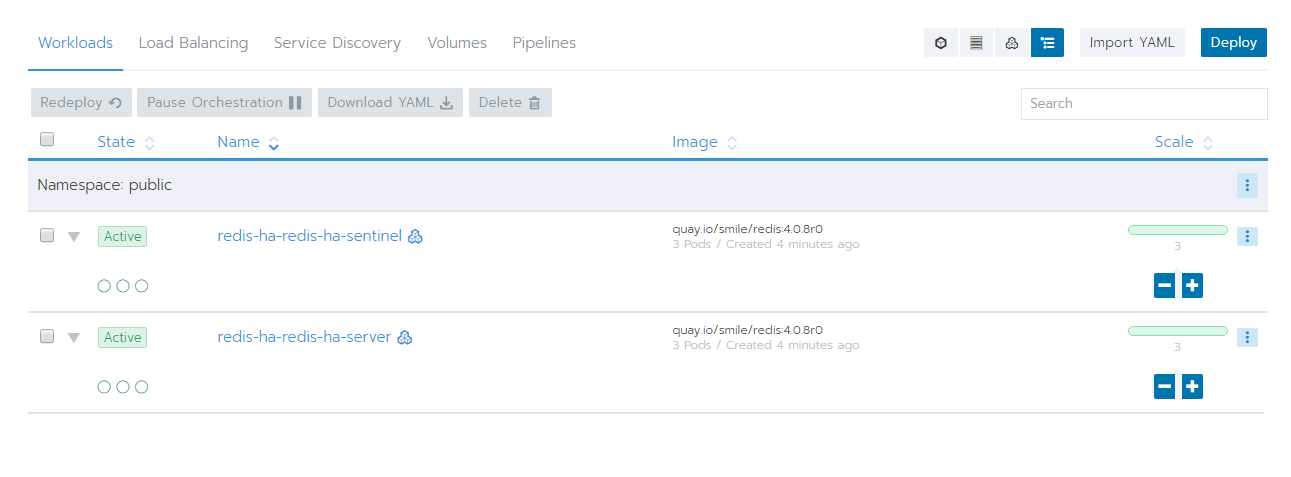 Workloads Load Balancing Service Discovery Volumes Pipelines Import YAML Deploy
Redeploy Pause Orchestration Download YAML Delete Search
State Name Image Scale
Namespace: public
Active redis-ha-redis-ha-sentinel quay.io/smile/redis:4.0.8r0
3 Pods / Created 4 minutes ago 3
Active redis-ha-redis-ha-server quay.io/smile/redis:4.0.8r0
3 Pods / Created 4 minutes ago 3